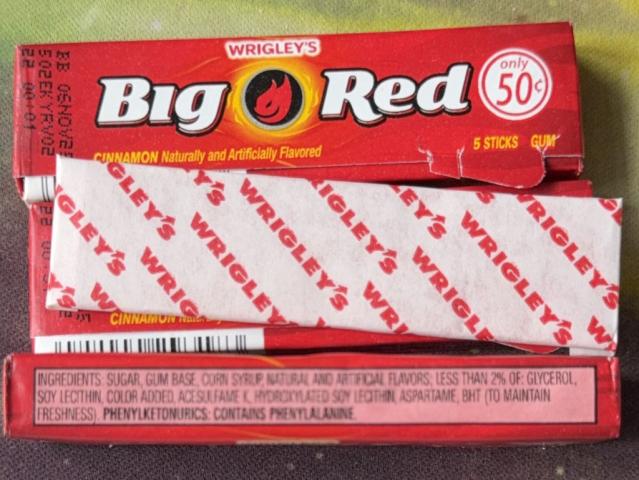 WRIGLEY'S
Big Red
only
50¢
CINNAMON Naturally and Artificially Flavored
5 STICKS GUM
WRIGLEY'S
WRIGLEY'S
WRIGLEY'S
WRIGLEY'S
CINNAMON
INGREDIENTS: SUGAR, GUM BASE, CORN SYRUP, NATURAL AND ARTIFICIAL FLAVORS; LESS THAN 2% OF: GLYCEROL,
SOY LECITHIN, COLOR ADDED, ACESULFAME K, HYDROXYLATED SOY LECITHIN, ASPARTAME, BHT (TO MAINTAIN
FRESHNESS). PHENYLKETONURICS: CONTAINS PHENYLALANINE.